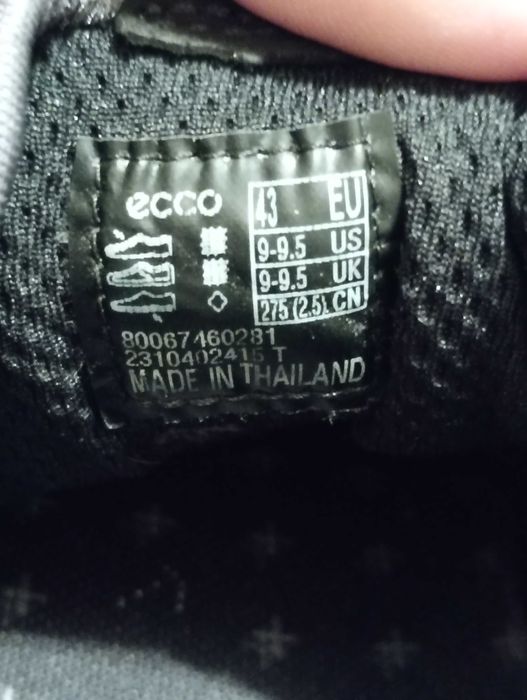 ecco
43 EU
9-9.5 US
9-9.5 UK
275 (2.5) CN
80067460281
2310402415 T
MADE IN THAILAND